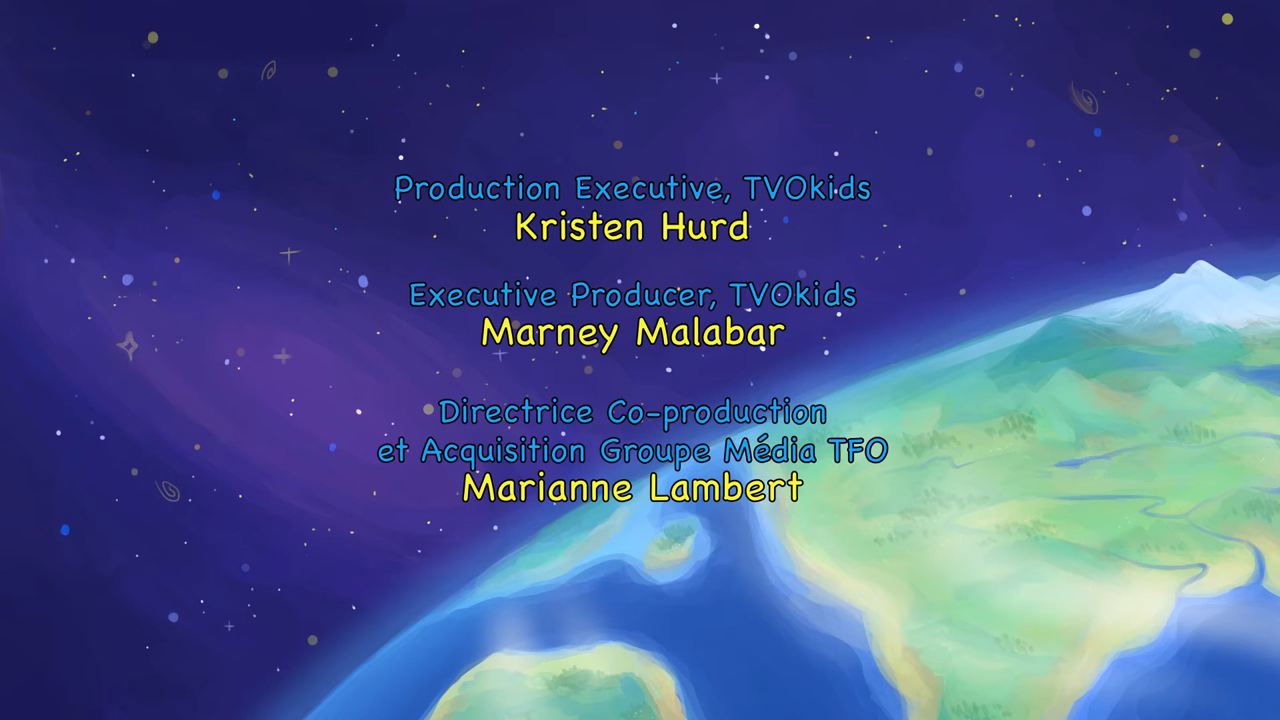 Production Executive, TVOkids
Kristen Hurd
Executive Producer, TVOkids
Marney Malabar
Directrice Co-production
et Acquisition Groupe Média TFO
Marianne Lambert